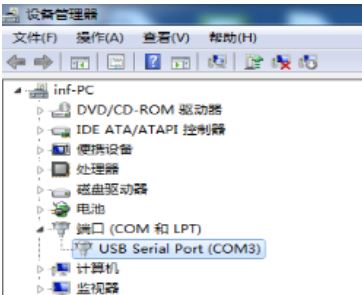 设备管理器
文件(F) 操作(A) 查看(V) 帮助(H)
inf-PC
DVD/CD-ROM 驱动器
IDE ATA/ATAPI 控制器
便携设备
处理器
磁盘驱动器
电池
端口 (COM 和 LPT)
USB Serial Port (COM3)
计算机
监视器